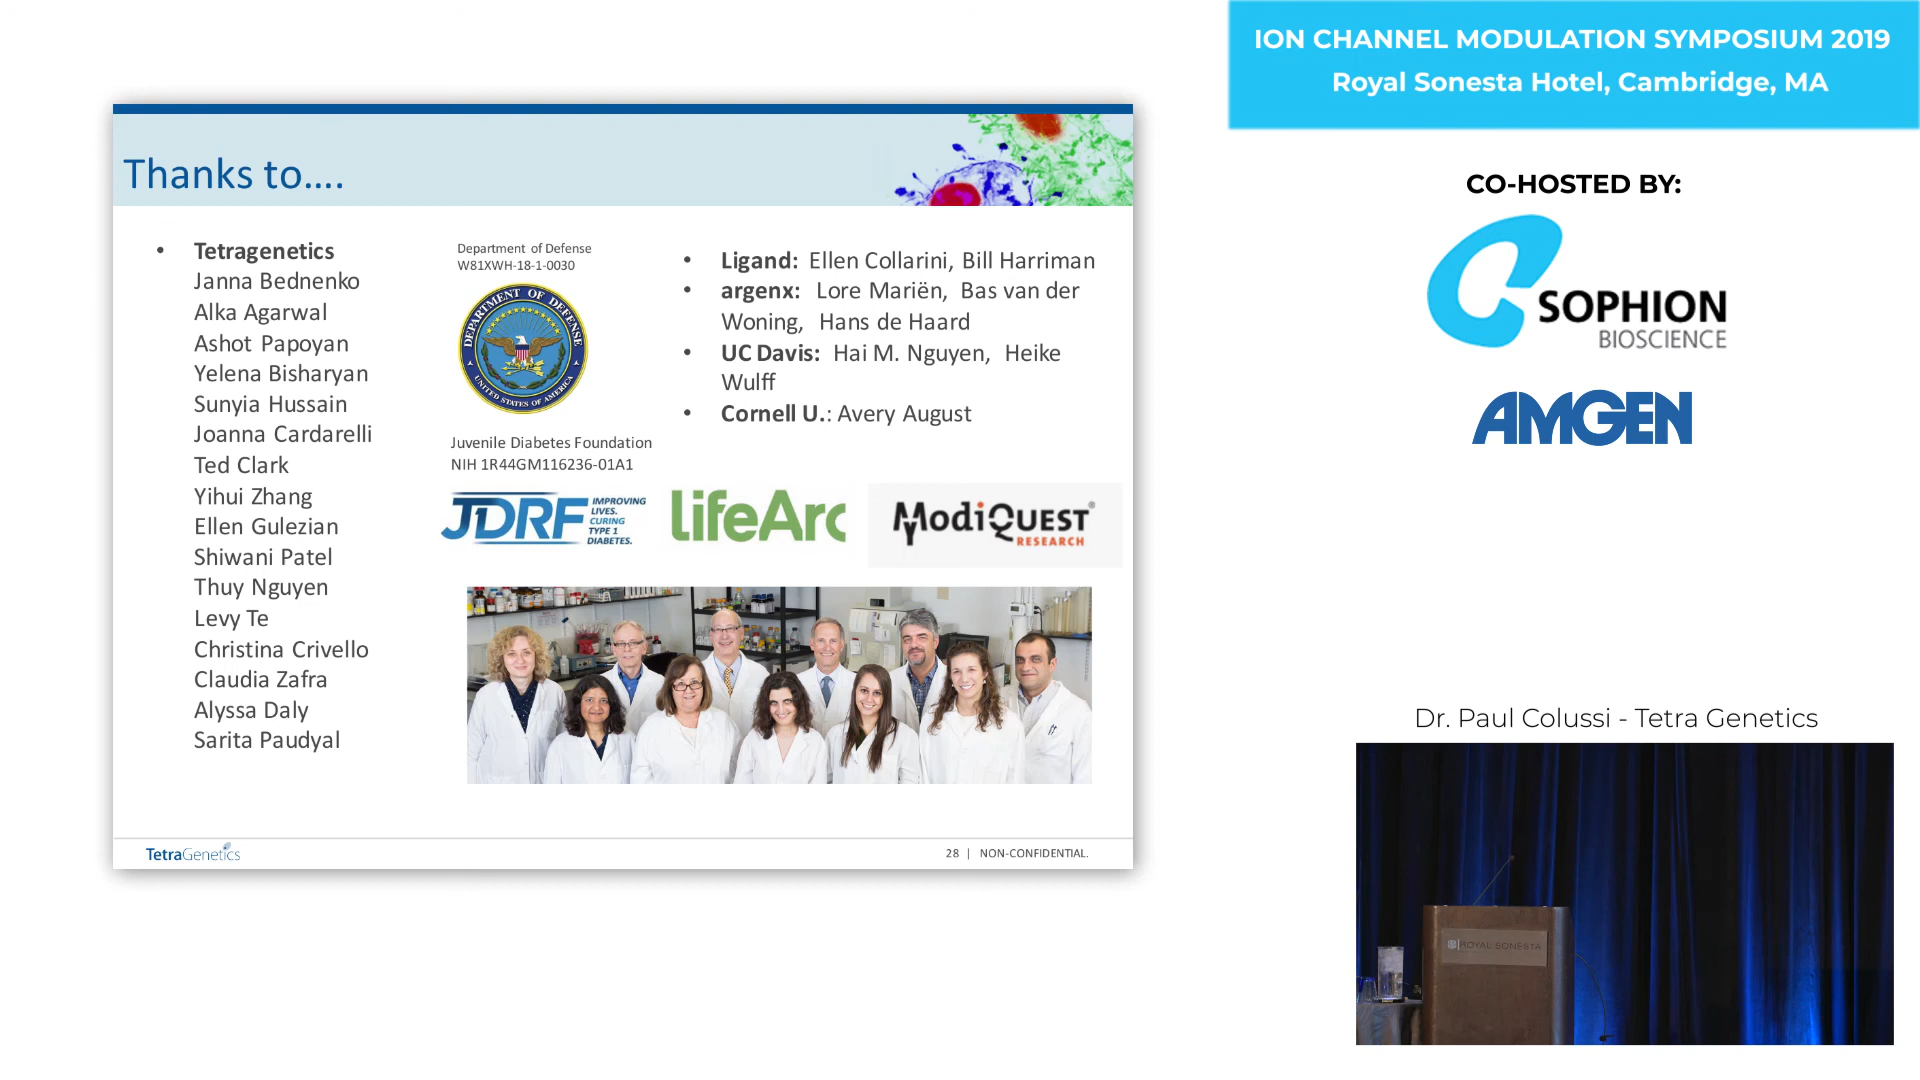 ION CHANNEL MODULATION SYMPOSIUM 2019
Royal Sonesta Hotel, Cambridge, MA
CO-HOSTED BY:
SOPHION
BIOSCIENCE
AMGEN
Thanks to....
• Tetragenetics
Janna Bednenko
Alka Agarwal
Ashot Papoyan
Yelena Bisharyan
Sunyia Hussain
Joanna Cardarelli
Ted Clark
Yihui Zhang
Ellen Gulezian
Shiwani Patel
Thuy Nguyen
Levy Te
Christina Crivello
Claudia Zafra
Alyssa Daly
Sarita Paudyal
Department of Defense
W81XWH-18-1-0030
DEPARTMENT OF DEFENSE
UNITED STATES OF AMERICA
Juvenile Diabetes Foundation
NIH 1R44GM116236-01A1
• Ligand: Ellen Collarini, Bill Harriman
• argenx: Lore Mariën, Bas van der
Woning, Hans de Haard
• UC Davis: Hai M. Nguyen, Heike
Wulff
• Cornell U.: Avery August
JDRF
IMPROVING
LIVES.
CURING
TYPE 1
DIABETES.
LifeArc
ModiQuest®
RESEARCH
TetraGenetics
28 | NON-CONFIDENTIAL.
Dr. Paul Colussi - Tetra Genetics
ROYAL SONESTA